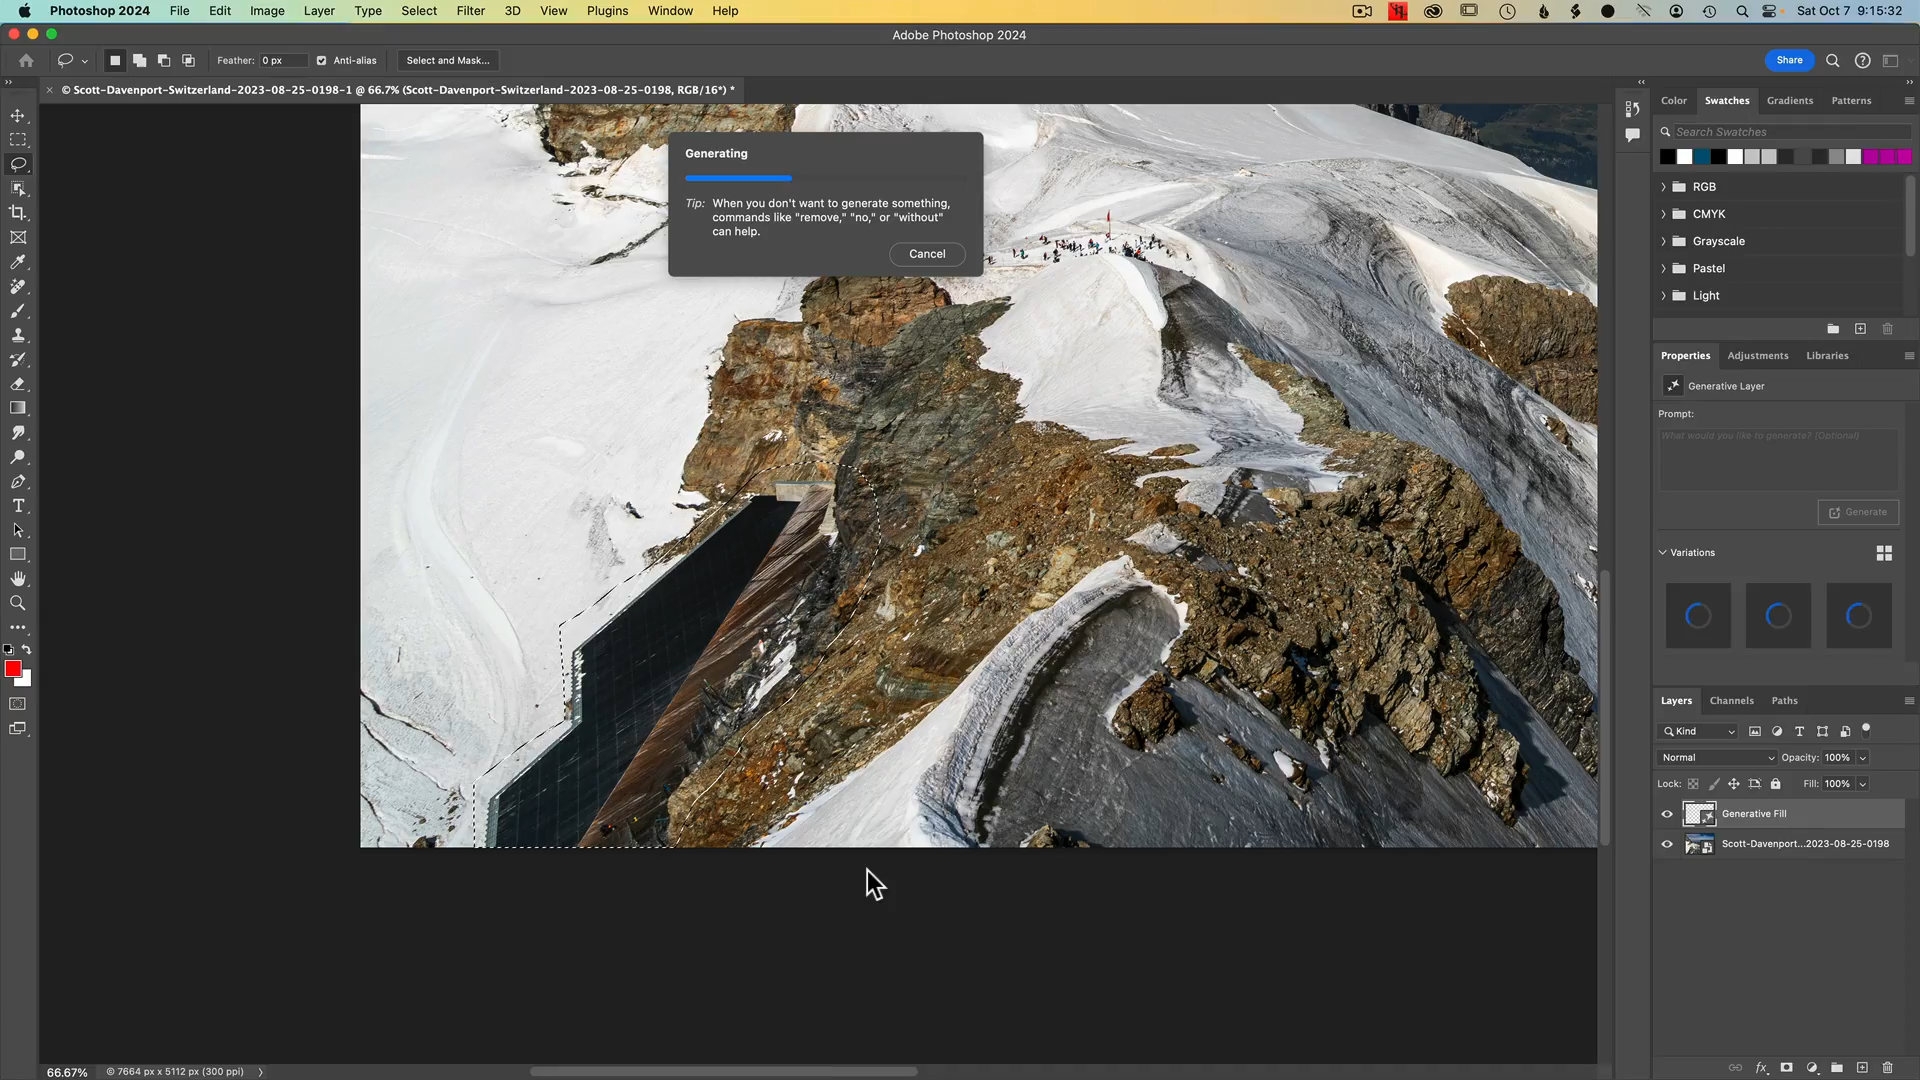 Photoshop 2024 File Edit Image Layer Type Select Filter 3D View Plugins Window Help
Sat Oct 7 9:15:32
Adobe Photoshop 2024
Feather: 0 px Anti-alias Select and Mask...
Share
© Scott-Davenport-Switzerland-2023-08-25-0198-1 @ 66.7% (Scott-Davenport-Switzerland-2023-08-25-0198, RGB/16*) *
Color Swatches Gradients Patterns
Search Swatches
RGB
CMYK
Grayscale
Pastel
Light
Generating
Tip: When you don't want to generate something,
commands like "remove," "no," or "without"
can help.
Cancel
Properties Adjustments Libraries
Generative Layer
Prompt:
What would you like to generate? (Optional)
Generate
Variations
Layers Channels Paths
Kind
Normal Opacity: 100%
Lock: Fill: 100%
Generative Fill
Scott-Davenport...2023-08-25-0198
66.67% © 7664 px x 5112 px (300 ppi)
fx